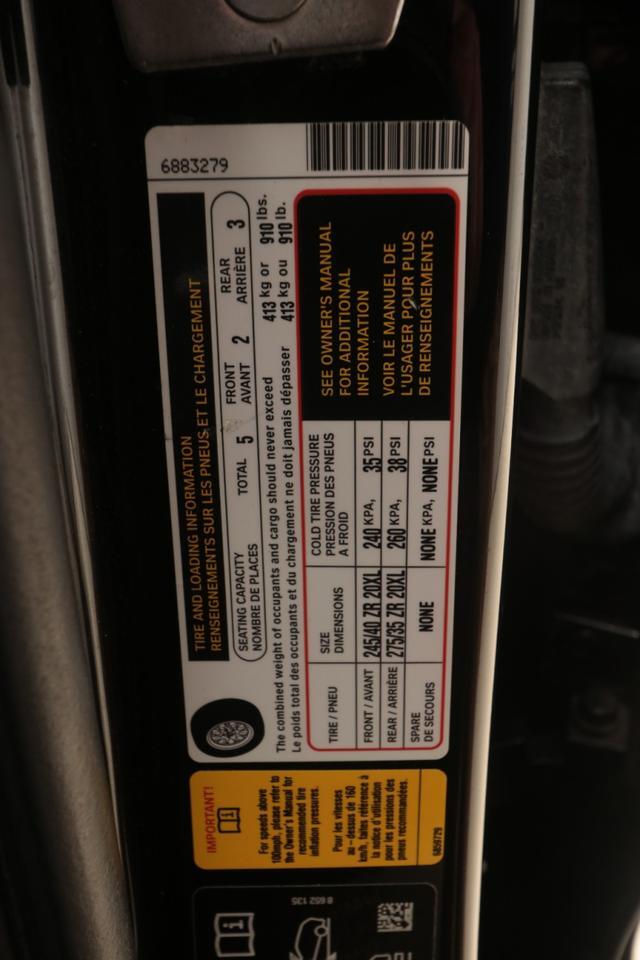 6883279
TIRE AND LOADING INFORMATION
RENSEIGNEMENTS SUR LES PNEUS ET LE CHARGEMENT
SEATING CAPACITY
NOMBRE DE PLACES
TOTAL 5
FRONT
AVANT 2
REAR
ARRIÈRE 3
The combined weight of occupants and cargo should never exceed 413 kg or 910 lbs.
Le poids total des occupants et du chargement ne doit jamais dépasser 413 kg ou 910 lb.
TIRE / PNEU
SIZE
DIMENSIONS
COLD TIRE PRESSURE
PRESSION DES PNEUS
A FROID
FRONT / AVANT 245/40 ZR 20XL 240 KPA, 35 PSI
REAR / ARRIÈRE 275/35 ZR 20XL 260 KPA, 38 PSI
SPARE
DE SECOURS
NONE NONE KPA, NONE PSI
SEE OWNER'S MANUAL
FOR ADDITIONAL
INFORMATION
VOIR LE MANUEL DE
L'USAGER POUR PLUS
DE RENSEIGNEMENTS
IMPORTANT!
For speeds above
100mph, please refer to
the Owner's Manual for
recommended tire
inflation pressures.
Pour les vitesses
au-dessus de 160
km/h, faites référence à
la notice d'utilisation
pour les pressions des
pneus recommandées.
6859729
8 652 135